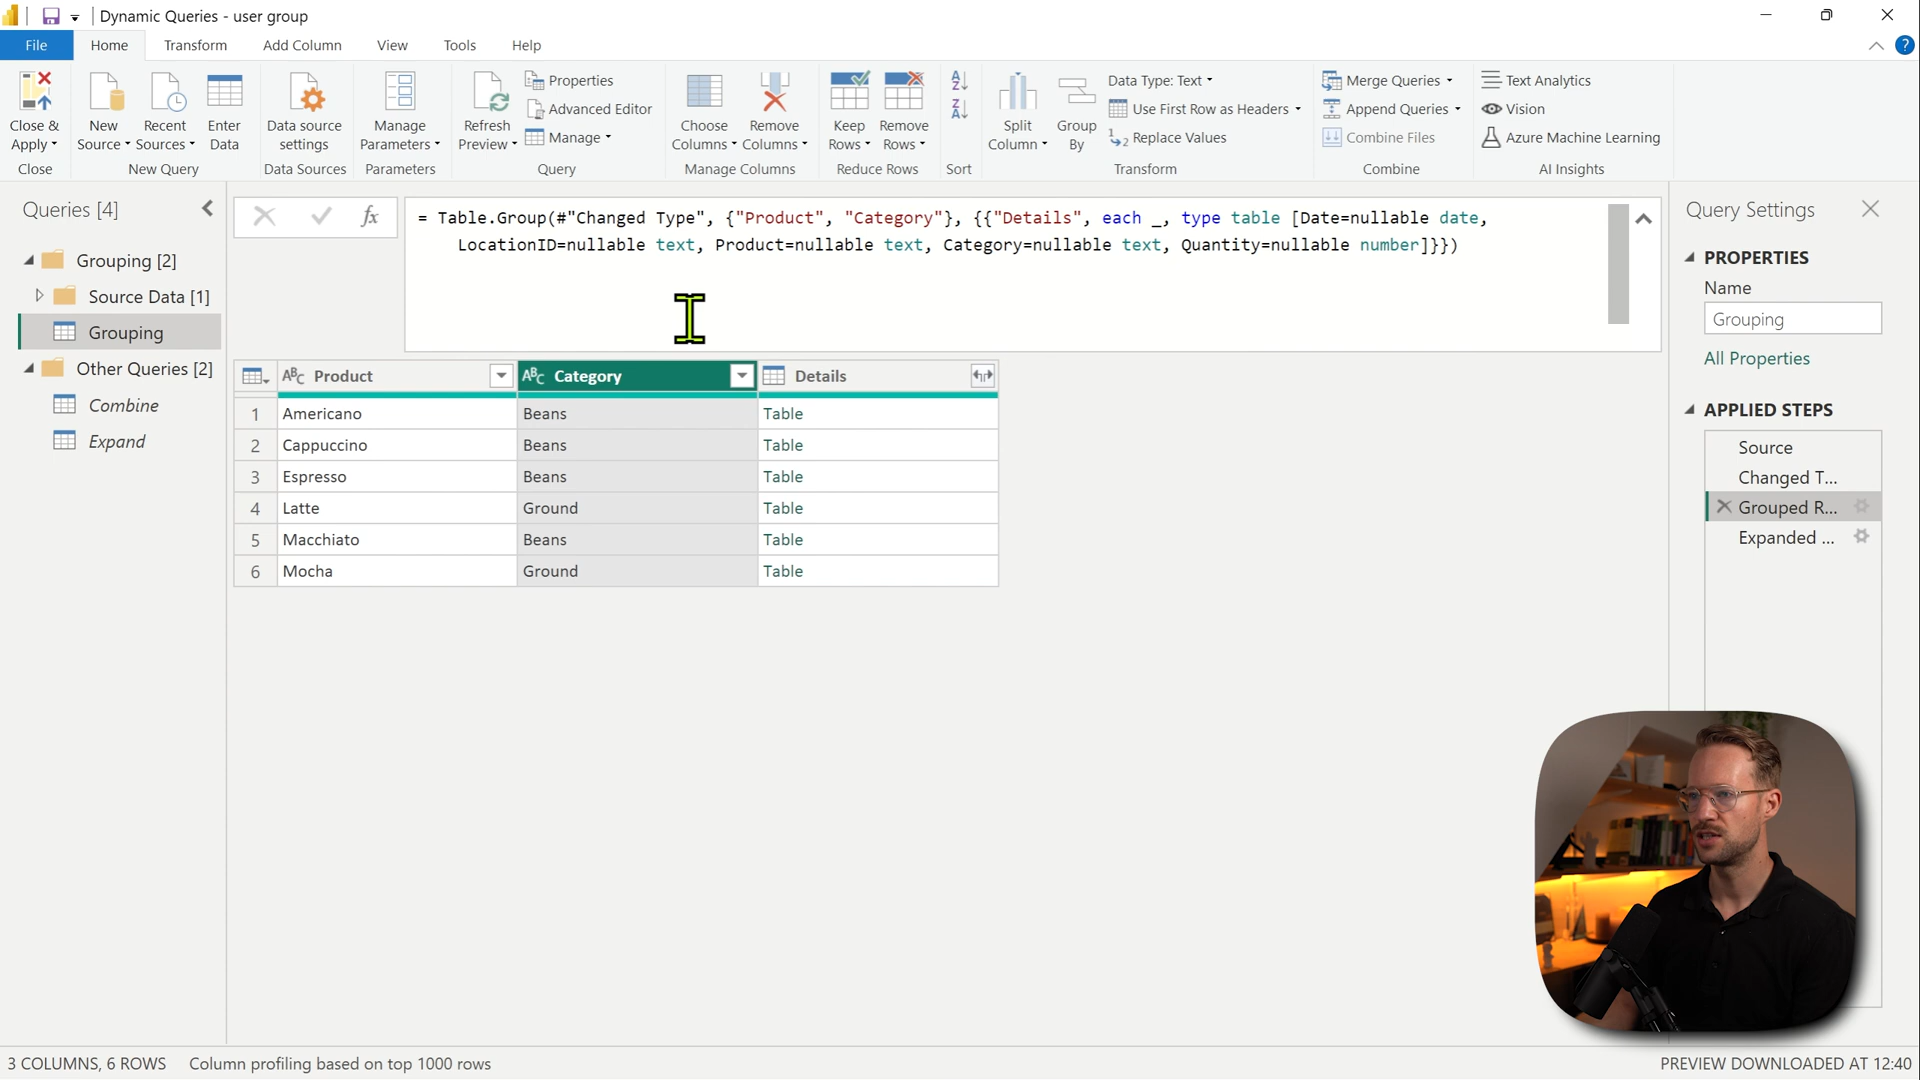 Dynamic Queries - user group
File
Home
Transform
Add Column
View
Tools
Help
Close &
Apply
Close
New
Source
Recent
Sources
Enter
Data
New Query
Data source
settings
Data Sources
Manage
Parameters
Parameters
Refresh
Preview
Properties
Advanced Editor
Manage
Query
Choose
Columns
Remove
Columns
Manage Columns
Keep
Rows
Remove
Rows
Reduce Rows
Sort
Split
Column
Group
By
Data Type: Text
Use First Row as Headers
Replace Values
Transform
Merge Queries
Append Queries
Combine Files
Combine
Text Analytics
Vision
Azure Machine Learning
AI Insights
Queries [4]
Grouping [2]
Source Data [1]
Grouping
Other Queries [2]
Combine
Expand
fx
= Table.Group(#"Changed Type", {"Product", "Category"}, {{"Details", each _, type table [Date=nullable date,
LocationID=nullable text, Product=nullable text, Category=nullable text, Quantity=nullable number]}})
ABC Product
ABC Category
Details
1 Americano Beans Table
2 Cappuccino Beans Table
3 Espresso Beans Table
4 Latte Ground Table
5 Macchiato Beans Table
6 Mocha Ground Table
Query Settings
PROPERTIES
Name
Grouping
All Properties
APPLIED STEPS
Source
Changed T...
Grouped R...
Expanded ...
3 COLUMNS, 6 ROWS
Column profiling based on top 1000 rows
PREVIEW DOWNLOADED AT 12:40